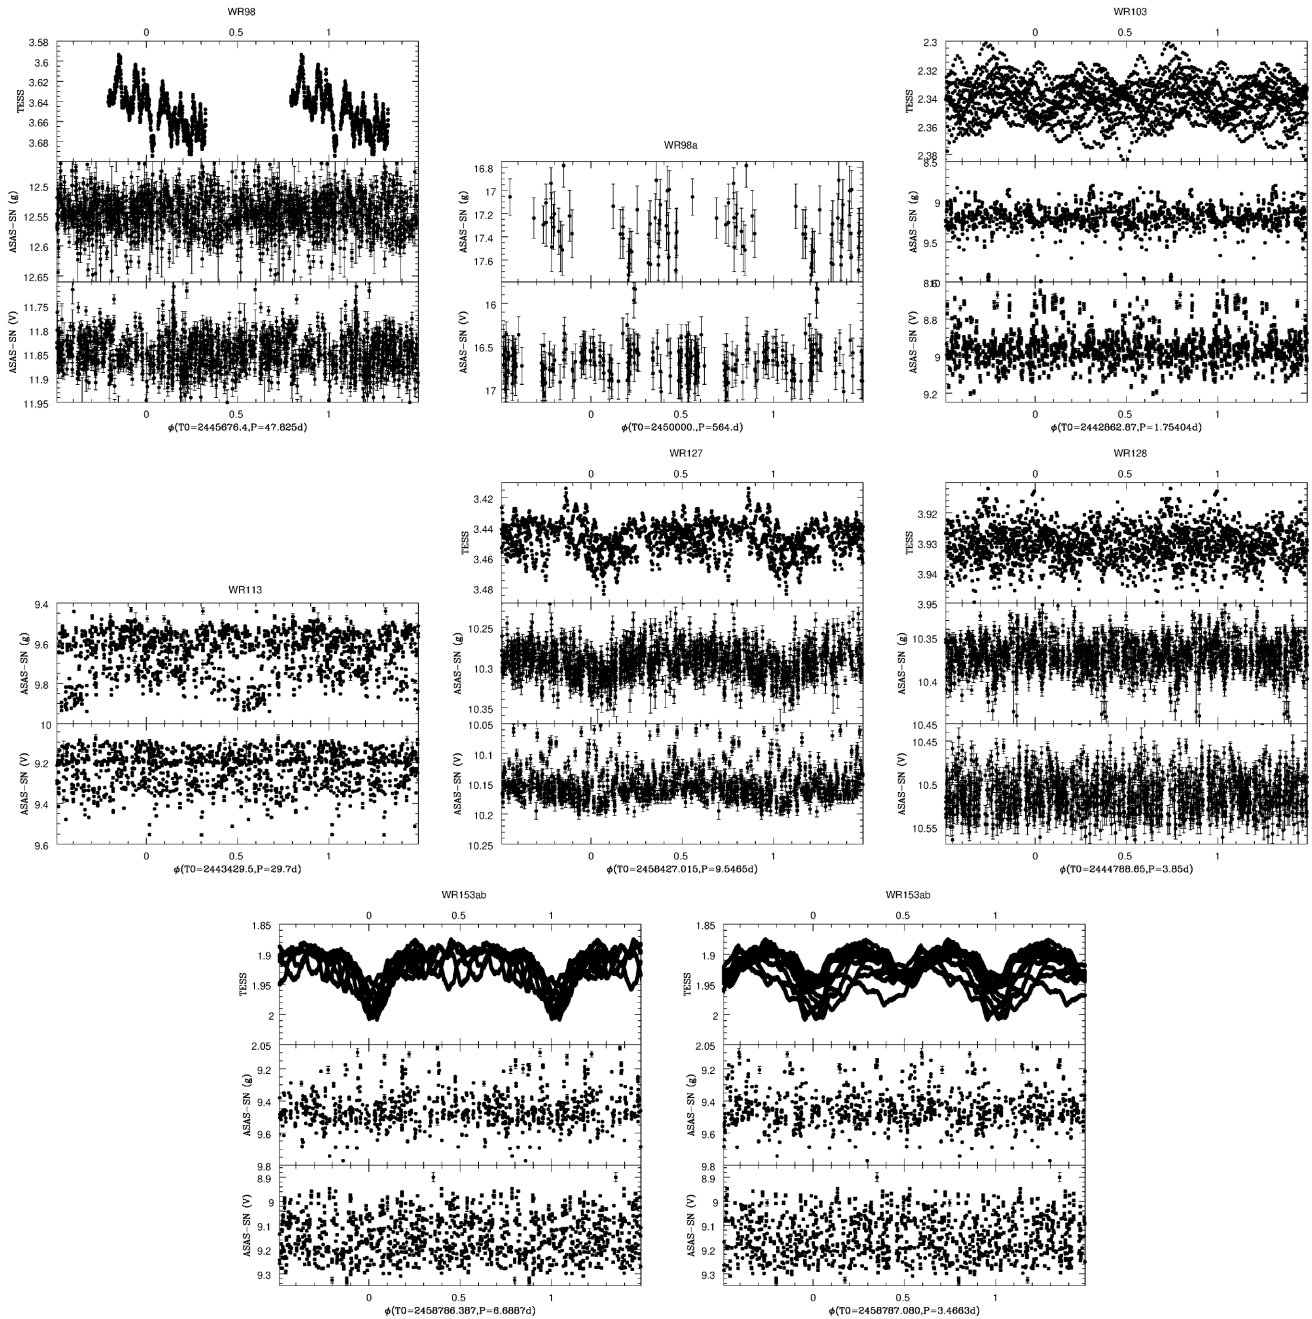 WR98
0 0.5 1
3.58
3.6
3.62
3.64
3.66
3.68
TESS
12.5
12.55
12.6
12.65
ASAS-SN (g)
11.75
11.8
11.85
11.9
11.95
ASAS-SN (V)
0 0.5 1
ϕ(T0=2445676.4,P=47.825d)
WR98a
16.8
17
17.2
17.4
17.6
ASAS-SN (g)
16
16.5
17
ASAS-SN (V)
0 0.5 1
ϕ(T0=2450000.,P=564.d)
WR103
0 0.5 1
2.3
2.32
2.34
2.36
2.38
TESS
8.5
9
9.5
ASAS-SN (g)
8.6
8.8
9
9.2
ASAS-SN (V)
0 0.5 1
ϕ(T0=2442862.87,P=1.75404d)
WR113
9.4
9.6
9.8
10
ASAS-SN (g)
9.2
9.4
9.6
ASAS-SN (V)
0 0.5 1
ϕ(T0=2443429.5,P=29.7d)
WR127
0 0.5 1
3.42
3.44
3.46
3.48
TESS
10.25
10.3
10.35
ASAS-SN (g)
10.05
10.1
10.15
10.2
10.25
ASAS-SN (V)
0 0.5 1
ϕ(T0=2458427.015,P=9.5465d)
WR128
0 0.5 1
3.92
3.93
3.94
3.95
TESS
10.35
10.4
10.45
ASAS-SN (g)
10.45
10.5
10.55
ASAS-SN (V)
0 0.5 1
ϕ(T0=2444788.65,P=3.85d)
WR153ab
0 0.5 1
1.85
1.9
1.95
2
2.05
TESS
9.2
9.4
9.6
9.8
ASAS-SN (g)
8.9
9
9.1
9.2
9.3
ASAS-SN (V)
0 0.5 1
ϕ(T0=2458786.387,P=6.6887d)
WR153ab
0 0.5 1
1.85
1.9
1.95
2
2.05
TESS
9.2
9.4
9.6
9.8
ASAS-SN (g)
8.9
9
9.1
9.2
9.3
ASAS-SN (V)
0 0.5 1
ϕ(T0=2458787.080,P=3.4663d)